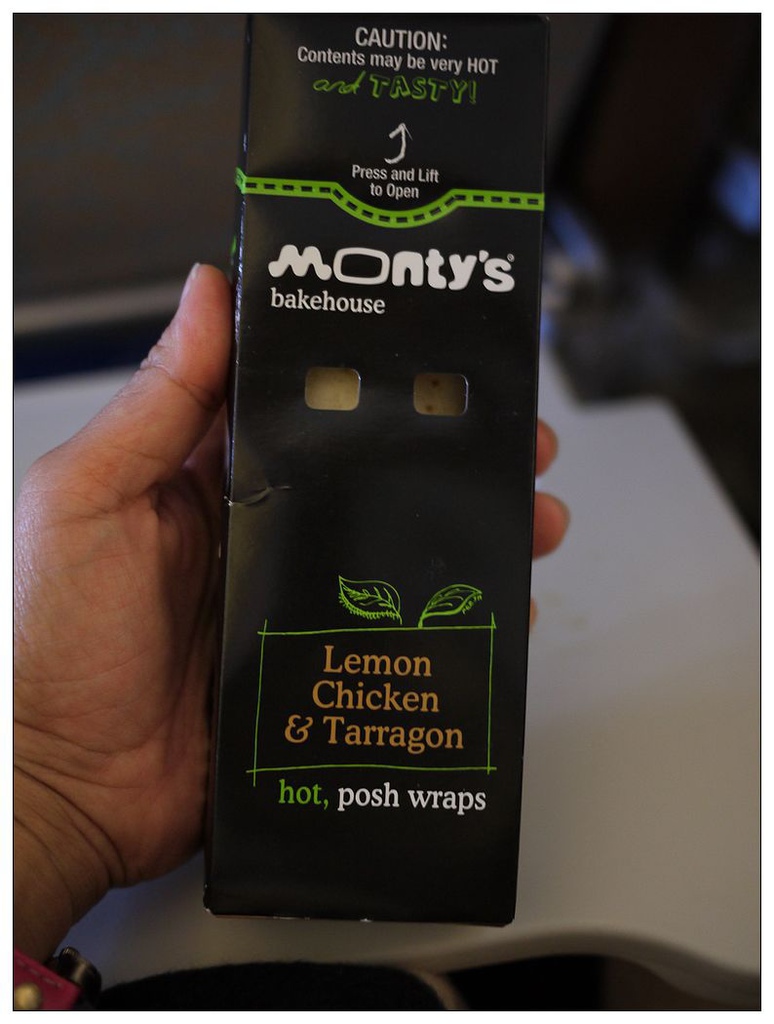 CAUTION:
Contents may be very HOT
and TASTY!
Press and Lift
to Open
Monty's
bakehouse
Lemon
Chicken
& Tarragon
hot, posh wraps